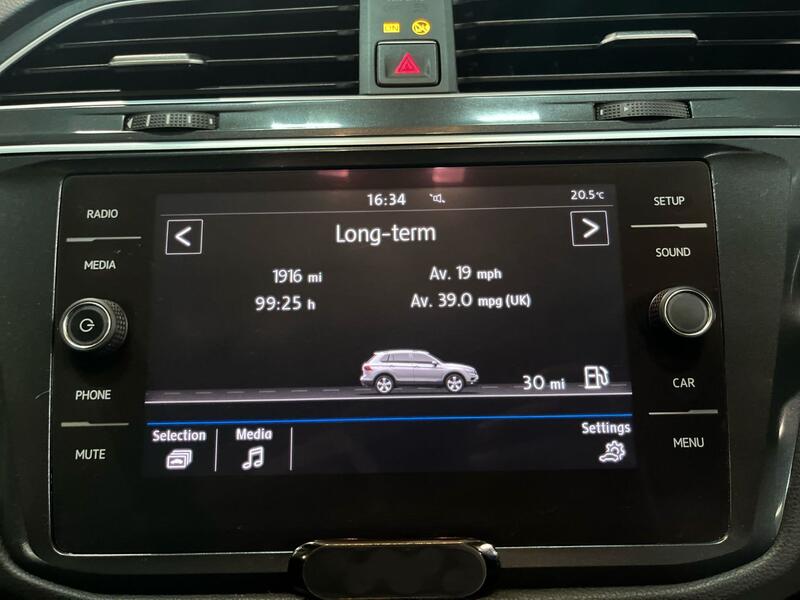 ON
16:34
20.5°C
RADIO
SETUP
Long-term
MEDIA
SOUND
1916 mi
Av. 19 mph
99:25 h
Av. 39.0 mpg (UK)
PHONE
30 mi
CAR
Selection
Media
Settings
MUTE
MENU